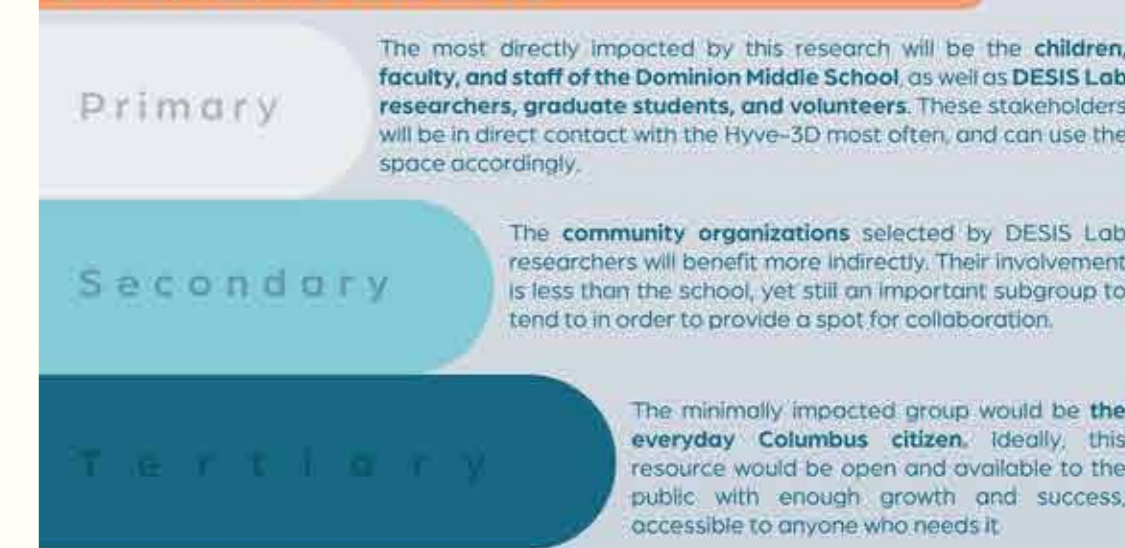 Primary
The most directly impacted by this research will be the children,
faculty, and staff of the Dominion Middle School, as well as DESIS Lab
researchers, graduate students, and volunteers. These stakeholders
will be in direct contact with the Hyve-3D most often, and can use the
space accordingly.
Secondary
The community organizations selected by DESIS Lab
researchers will benefit more indirectly. Their involvement
is less than the school, yet still an important subgroup to
tend to in order to provide a spot for collaboration.
Tertiary
The minimally impacted group would be the
everyday Columbus citizen. Ideally, this
resource would be open and available to the
public with enough growth and success,
accessible to anyone who needs it